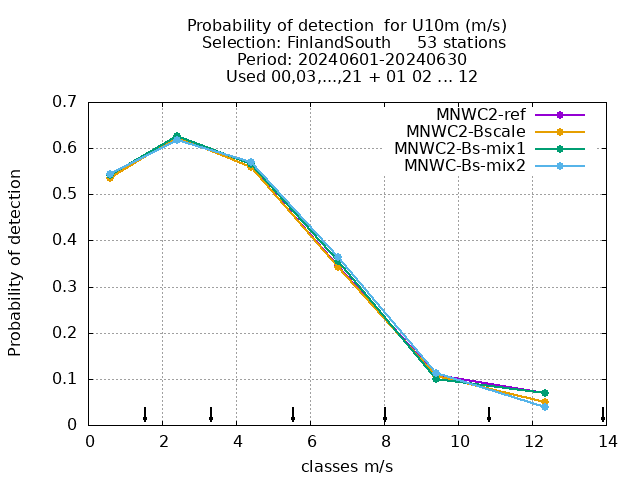 Probability of detection  for U10m (m/s)
Selection: FinlandSouth     53 stations
Period: 20240601-20240630
Used 00,03,...,21 + 01 02 ... 12
MNWC2-ref
MNWC2-Bscale
MNWC2-Bs-mix1
MNWC-Bs-mix2
Probability of detection
0.7
0.6
0.5
0.4
0.3
0.2
0.1
0
0 2 4 6 8 10 12 14
classes m/s